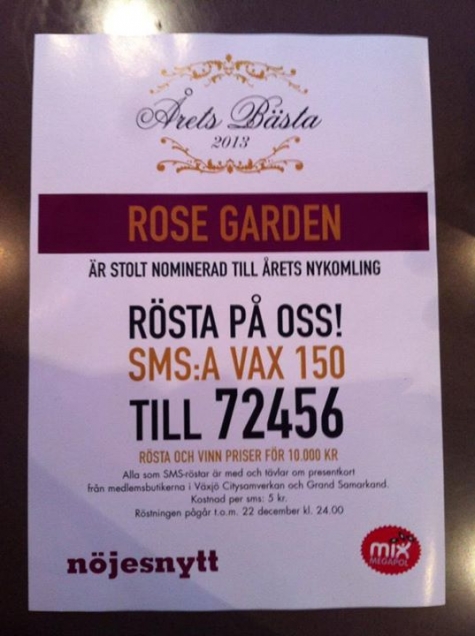 Årets Bästa
2013
ROSE GARDEN
ÄR STOLT NOMINERAD TILL ÅRETS NYKOMLING
RÖSTA PÅ OSS!
SMS:A VAX 150
TILL 72456
RÖSTA OCH VINN PRISER FÖR 10.000 KR
Alla som SMS-röstar är med och tävlar om presentkort
från medlemsbutikerna i Växjö Citysamverkan och Grand Samarkand.
Kostnad per sms: 5 kr.
Röstningen pågår t.o.m. 22 december kl. 24.00
nöjesnytt
mix
MEGAPOL